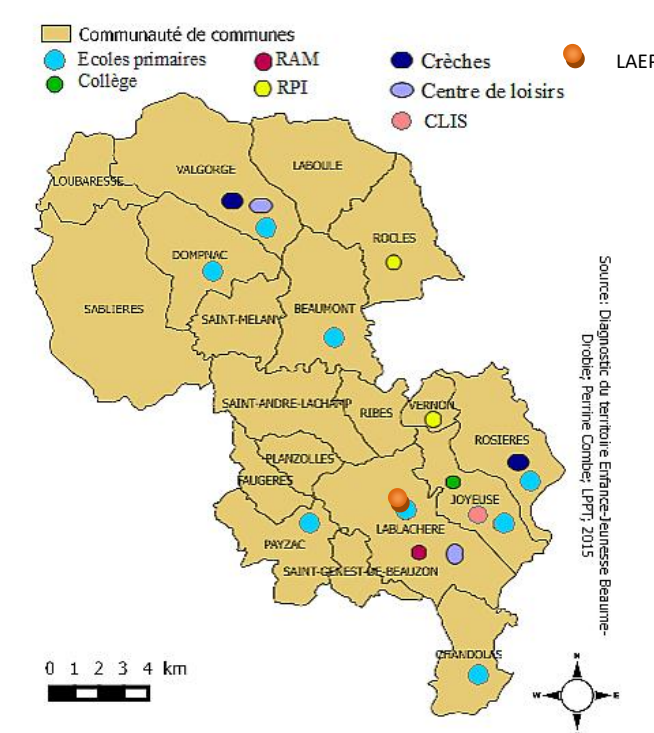 Communauté de communes
Ecoles primaires
RAM
Crèches
LAEP
Collège
RPI
Centre de loisirs
CLIS
VALGORGE
LABOULE
LOUBARESSE
ROCLES
DOMPNAC
SABLIERES
SAINT-MELANY
BEAUMONT
SAINT-ANDRE-LACHAMP
RIBES
VERNON
ROSIERES
PLANZOLLES
FAUGERES
JOYEUSE
LABLACHERE
PAYZAC
SAINT-GENEST-DE-BEAUZON
CHANDOLAS
Source: Diagnostic du territoire Enfance-Jeunesse Beaume-
Drobie; Perrine Combe; LPPT; 2015
0 1 2 3 4 km
N
W E
S